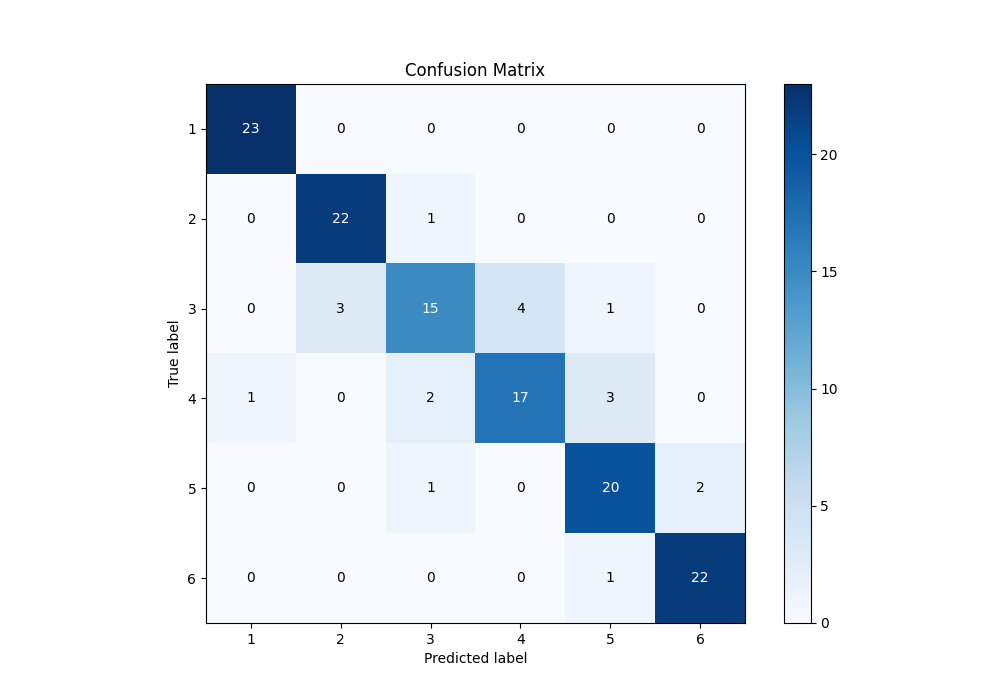 Confusion Matrix
1 23 0 0 0 0 0
2 0 22 1 0 0 0
3 0 3 15 4 1 0
4 1 0 2 17 3 0
5 0 0 1 0 20 2
6 0 0 0 0 1 22
1 2 3 4 5 6
Predicted label
True label
20
15
10
5
0